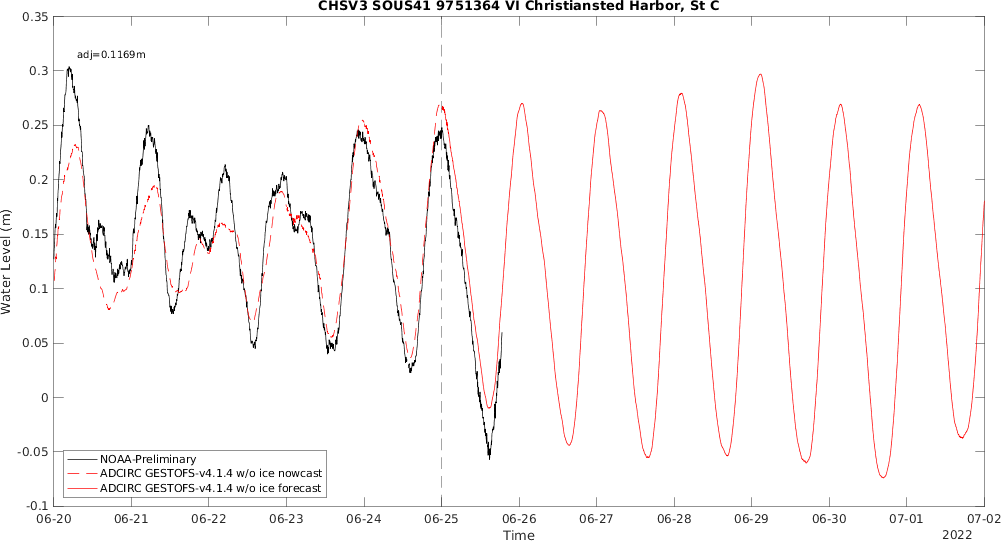 CHSV3 SOUS41 9751364 VI Christiansted Harbor, St C
0.35
adj=0.1169m
0.3
0.25
0.2
0.15
0.1
0.05
0
-0.05
-0.1
Water Level (m)
NOAA-Preliminary
ADCIRC GESTOFS-v4.1.4 w/o ice nowcast
ADCIRC GESTOFS-v4.1.4 w/o ice forecast
06-20 06-21 06-22 06-23 06-24 06-25 06-26 06-27 06-28 06-29 06-30 07-01 07-02
Time
2022